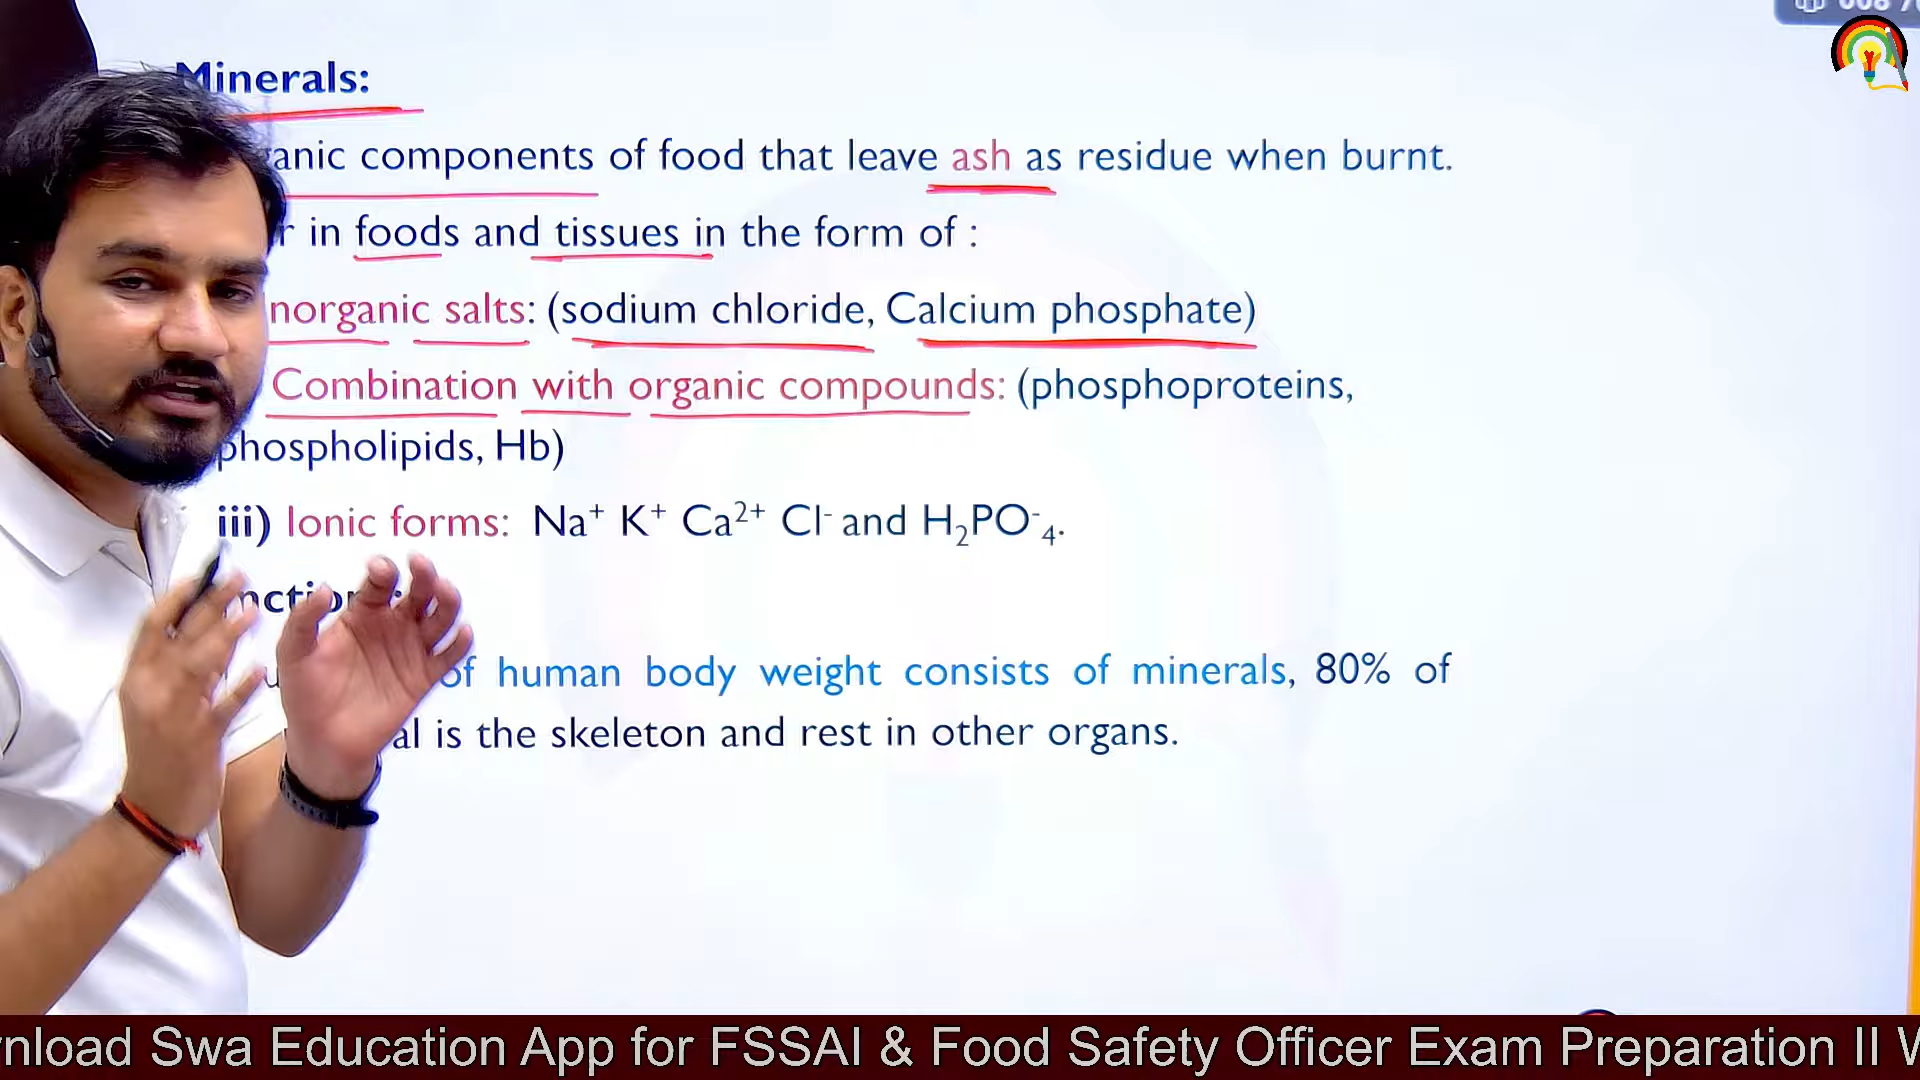 Minerals:
anic components of food that leave ash as residue when burnt.
r in foods and tissues in the form of :
norganic salts: (sodium chloride, Calcium phosphate)
Combination with organic compounds: (phosphoproteins,
phospholipids, Hb)
iii) Ionic forms: Na⁺ K⁺ Ca²⁺ Cl⁻ and H₂PO⁻₄.
nction
of human body weight consists of minerals, 80% of
al is the skeleton and rest in other organs.
nload Swa Education App for FSSAI & Food Safety Officer Exam Preparation II W